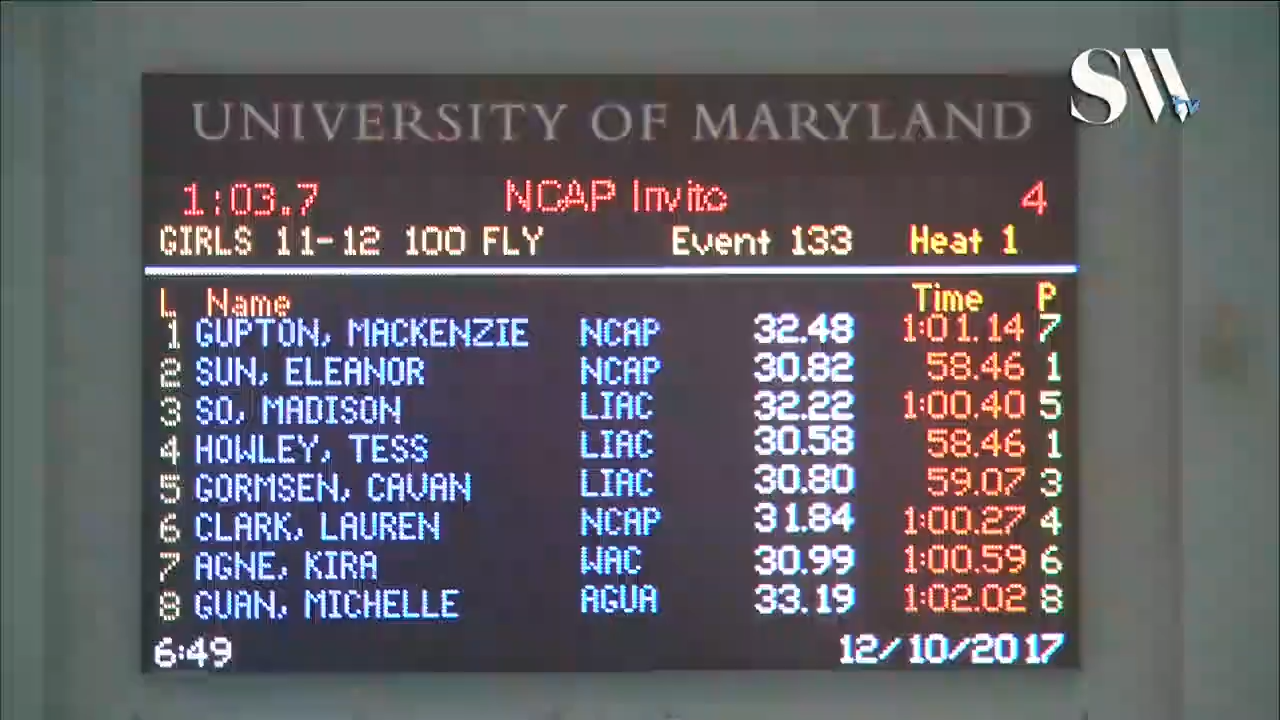 SW tv
UNIVERSITY OF MARYLAND
1:03.7 NCAP Invite 4
GIRLS 11-12 100 FLY Event 133 Heat 1
L Name Time P
1 GUPTON, MACKENZIE NCAP 32.48 1:01.14 7
2 SUN, ELEANOR NCAP 30.82 58.46 1
3 SO, MADISON LIAC 32.22 1:00.40 5
4 HOWLEY, TESS LIAC 30.58 58.46 1
5 GORMSEN, CAVAN LIAC 30.80 59.07 3
6 CLARK, LAUREN NCAP 31.84 1:00.27 4
7 AGNE, KIRA WAC 30.99 1:00.59 6
8 GUAN, MICHELLE AGUA 33.19 1:02.02 8
6:49 12/10/2017